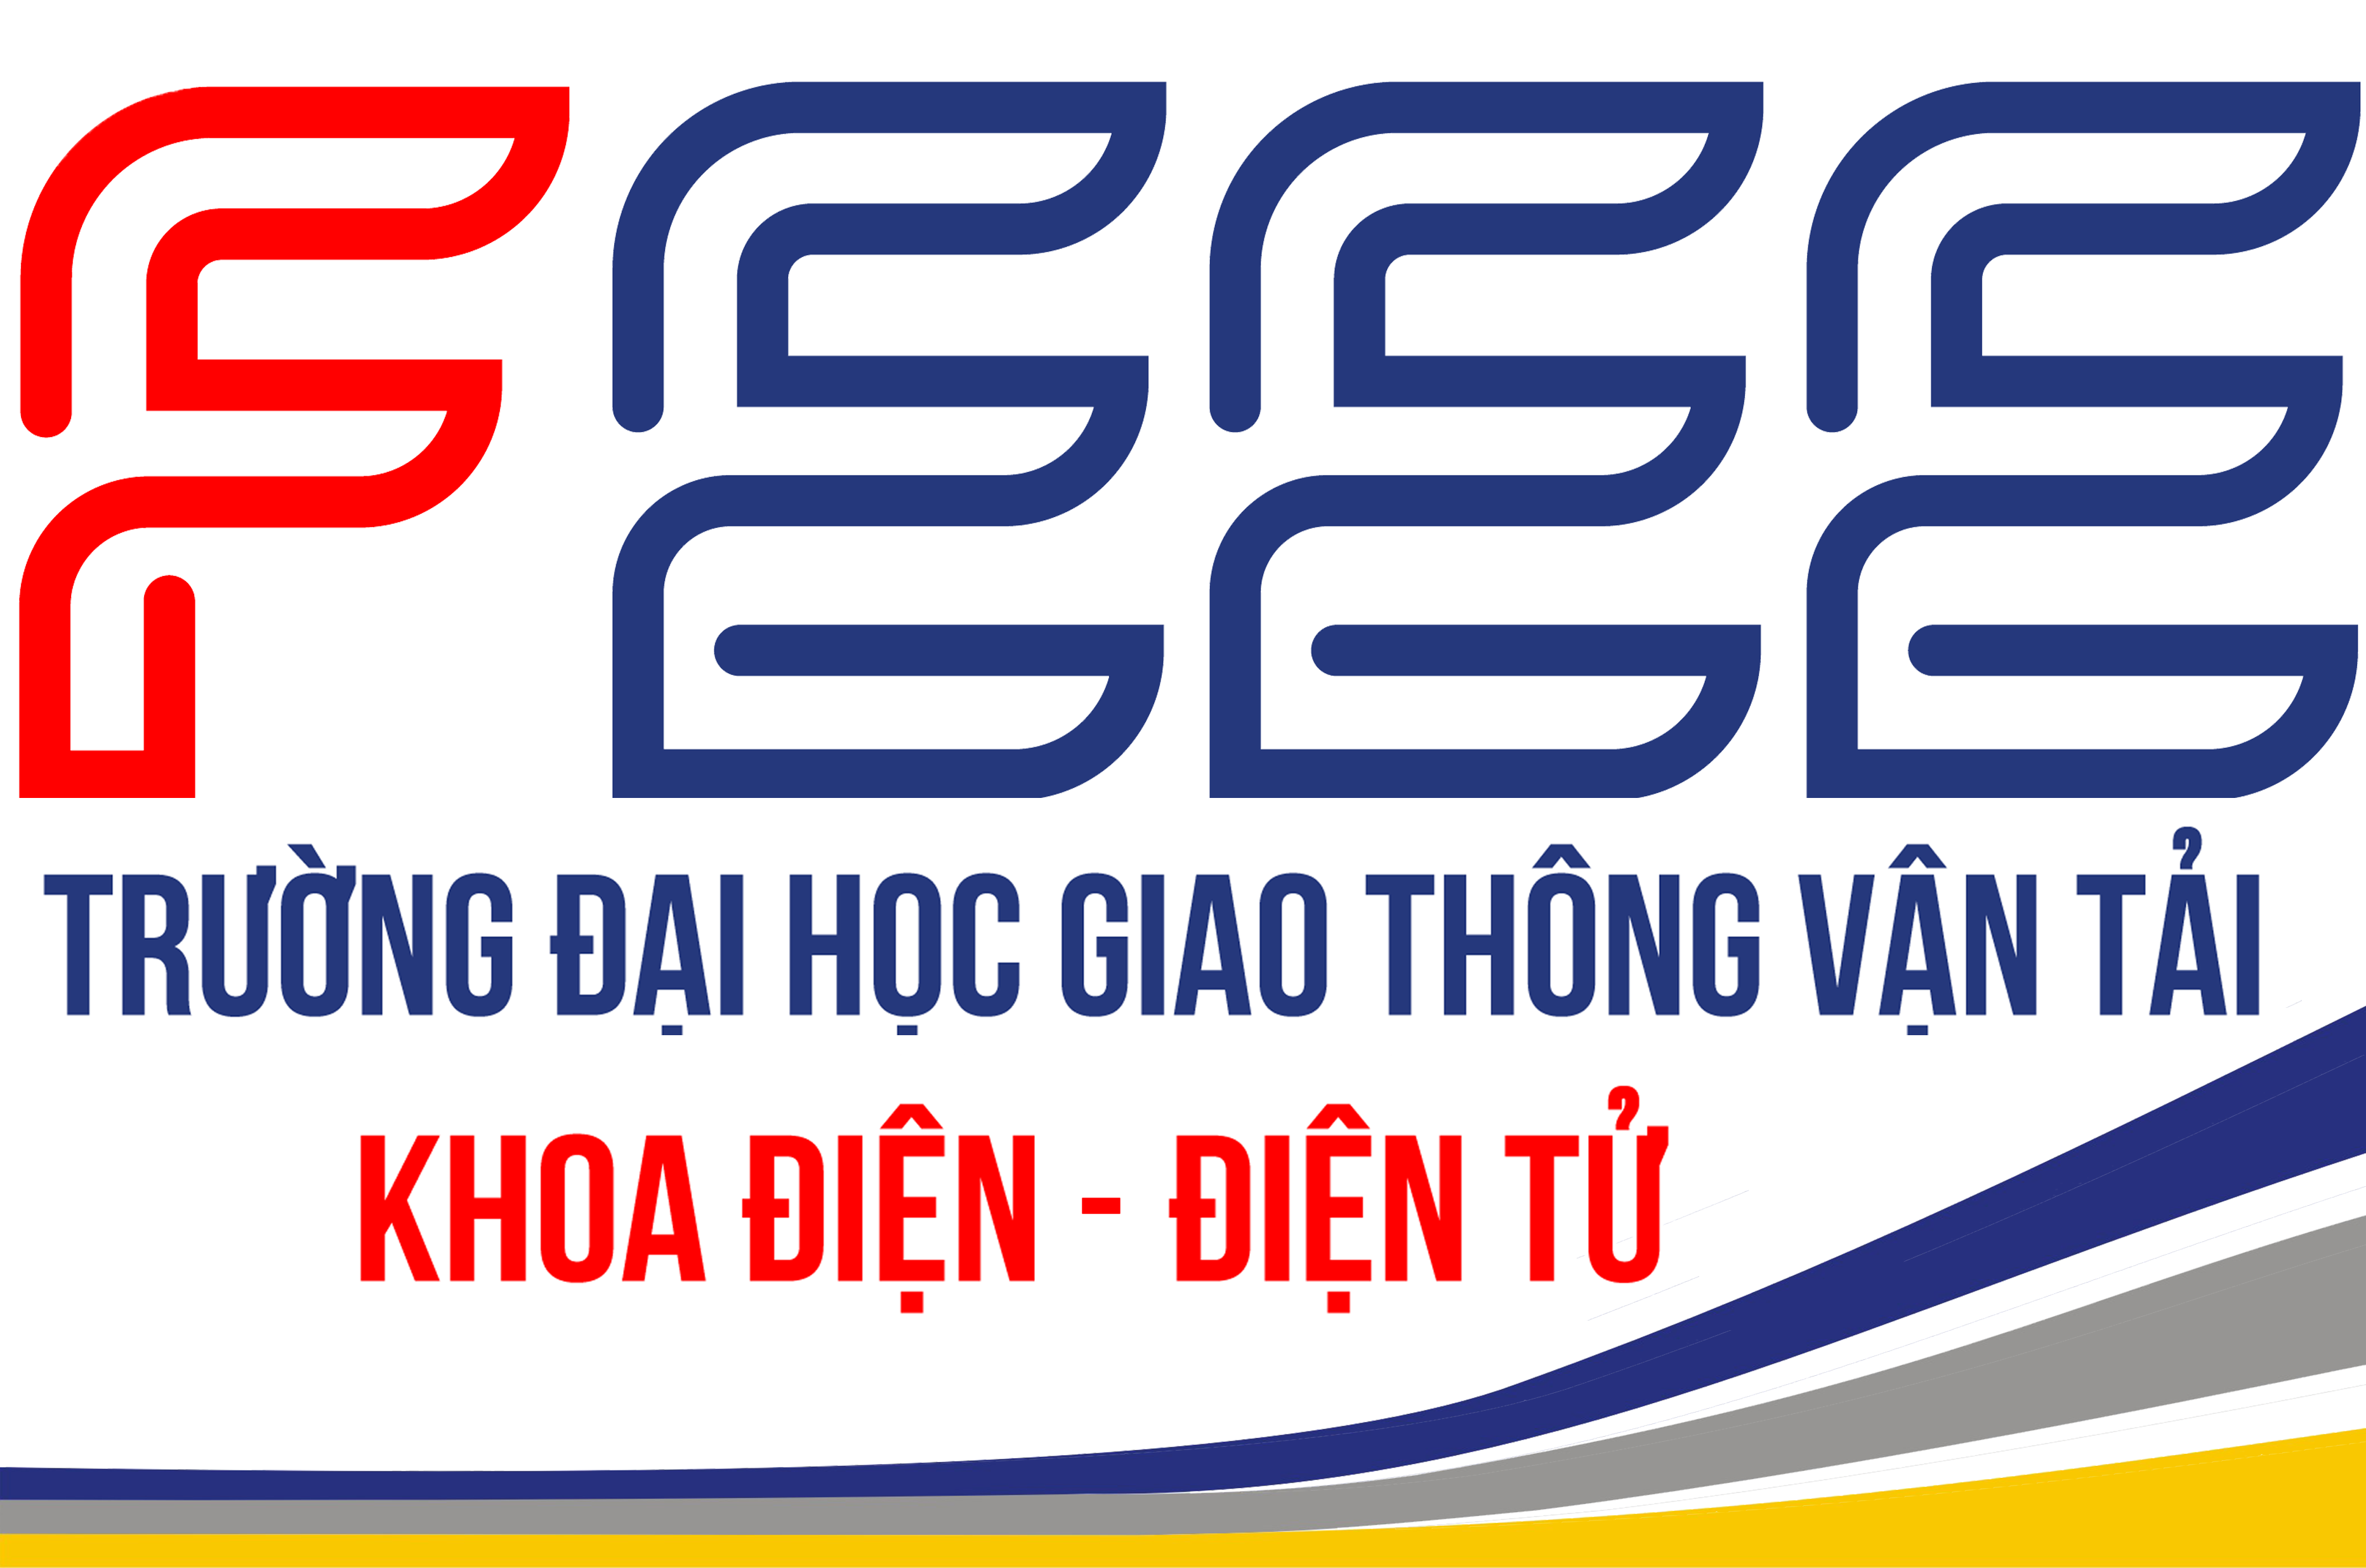 FEEE
TRƯỜNG ĐẠI HỌC GIAO THÔNG VẬN TẢI
KHOA ĐIỆN - ĐIỆN TỬ